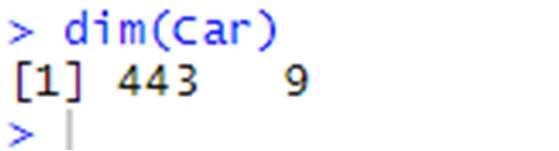 > dim(Car)
[1] 443   9
>